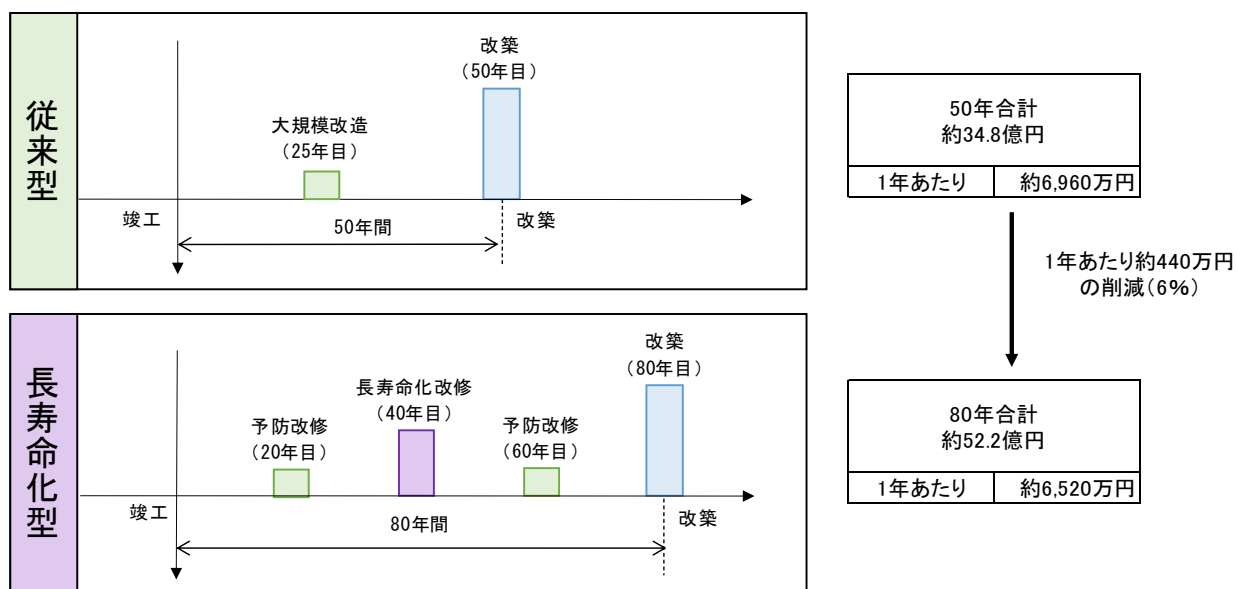 従来型
改築
（50年目）
大規模改造
（25年目）
竣工
50年間
改築
50年合計
約34.8億円
1年あたり
約6,960万円
1年あたり約440万円
の削減（6%）
長寿命化型
改築
（80年目）
長寿命化改修
（40年目）
予防改修
（20年目）
予防改修
（60年目）
竣工
80年間
改築
80年合計
約52.2億円
1年あたり
約6,520万円